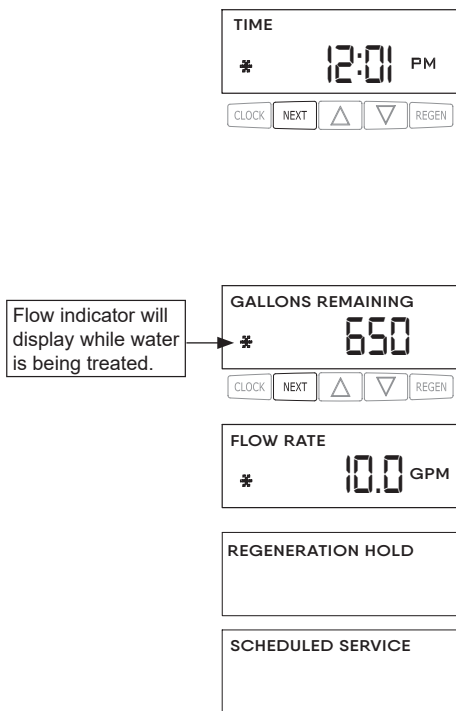 TIME
* 12:01 PM
CLOCK NEXT REGEN
GALLONS REMAINING
Flow indicator will
display while water
is being treated.
* 650
CLOCK NEXT REGEN
FLOW RATE
* 10.0 GPM
REGENERATION HOLD
SCHEDULED SERVICE